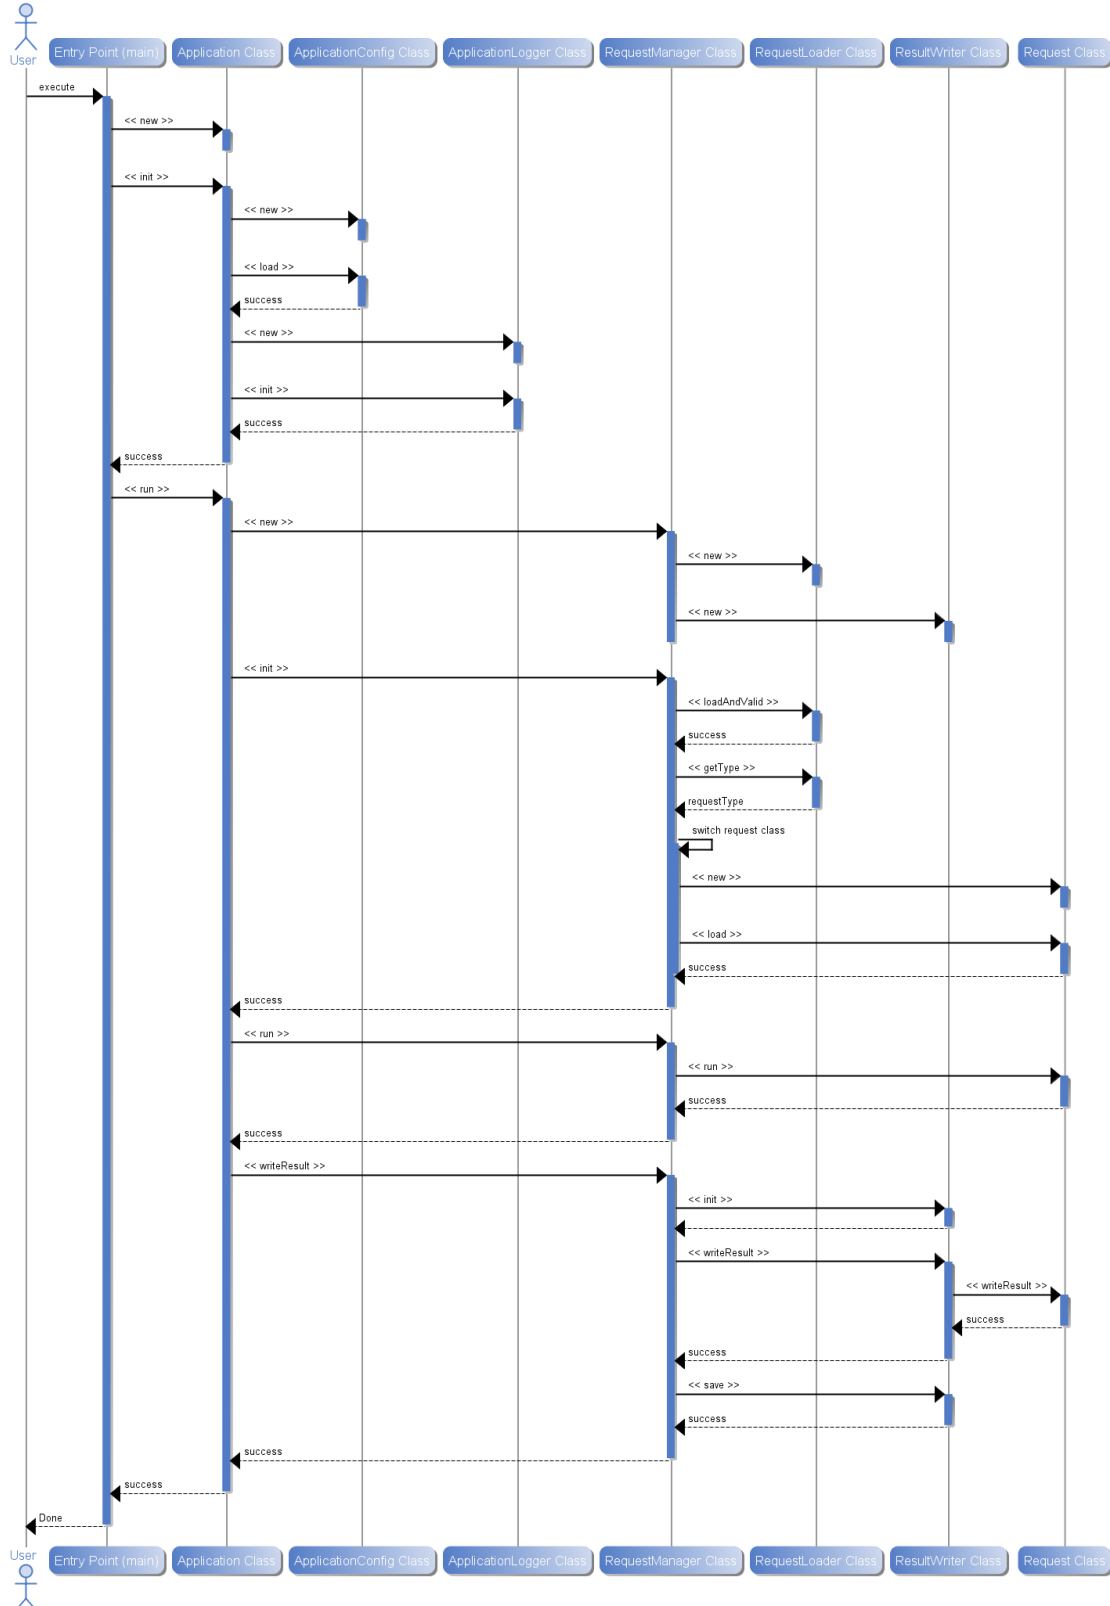 Entry Point (main) Application Class ApplicationConfig Class ApplicationLogger Class RequestManager Class RequestLoader Class ResultWriter Class Request Class
User
execute
<< new >>
<< init >>
<< new >>
<< load >>
success
<< new >>
<< init >>
success
success
<< run >>
<< new >>
<< new >>
<< new >>
<< init >>
<< loadAndValid >>
success
<< getType >>
requestType
switch request class
<< new >>
<< load >>
success
success
<< run >>
<< run >>
success
success
<< writeResult >>
<< init >>
<< writeResult >>
<< writeResult >>
success
success
<< save >>
success
success
success
Done
User Entry Point (main) Application Class ApplicationConfig Class ApplicationLogger Class RequestManager Class RequestLoader Class ResultWriter Class Request Class